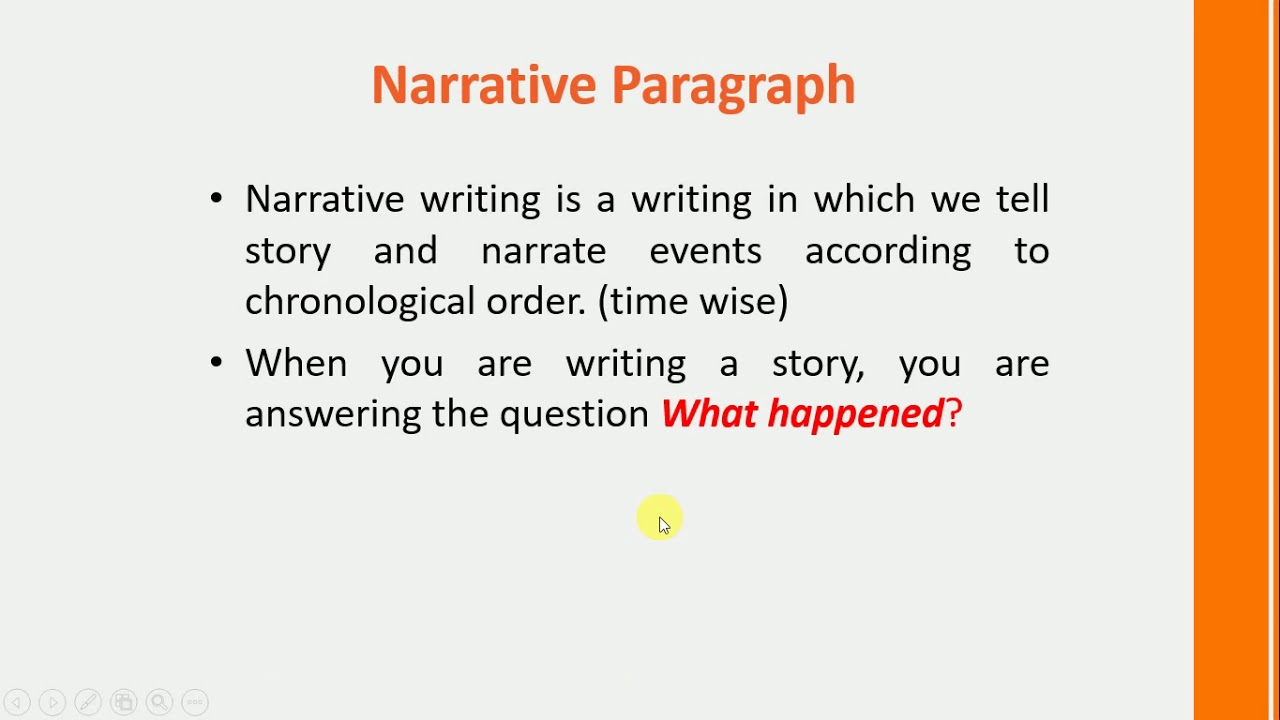 Narrative Paragraph
• Narrative writing is a writing in which we tell
story and narrate events according to
chronological order. (time wise)
• When you are writing a story, you are
answering the question What happened?